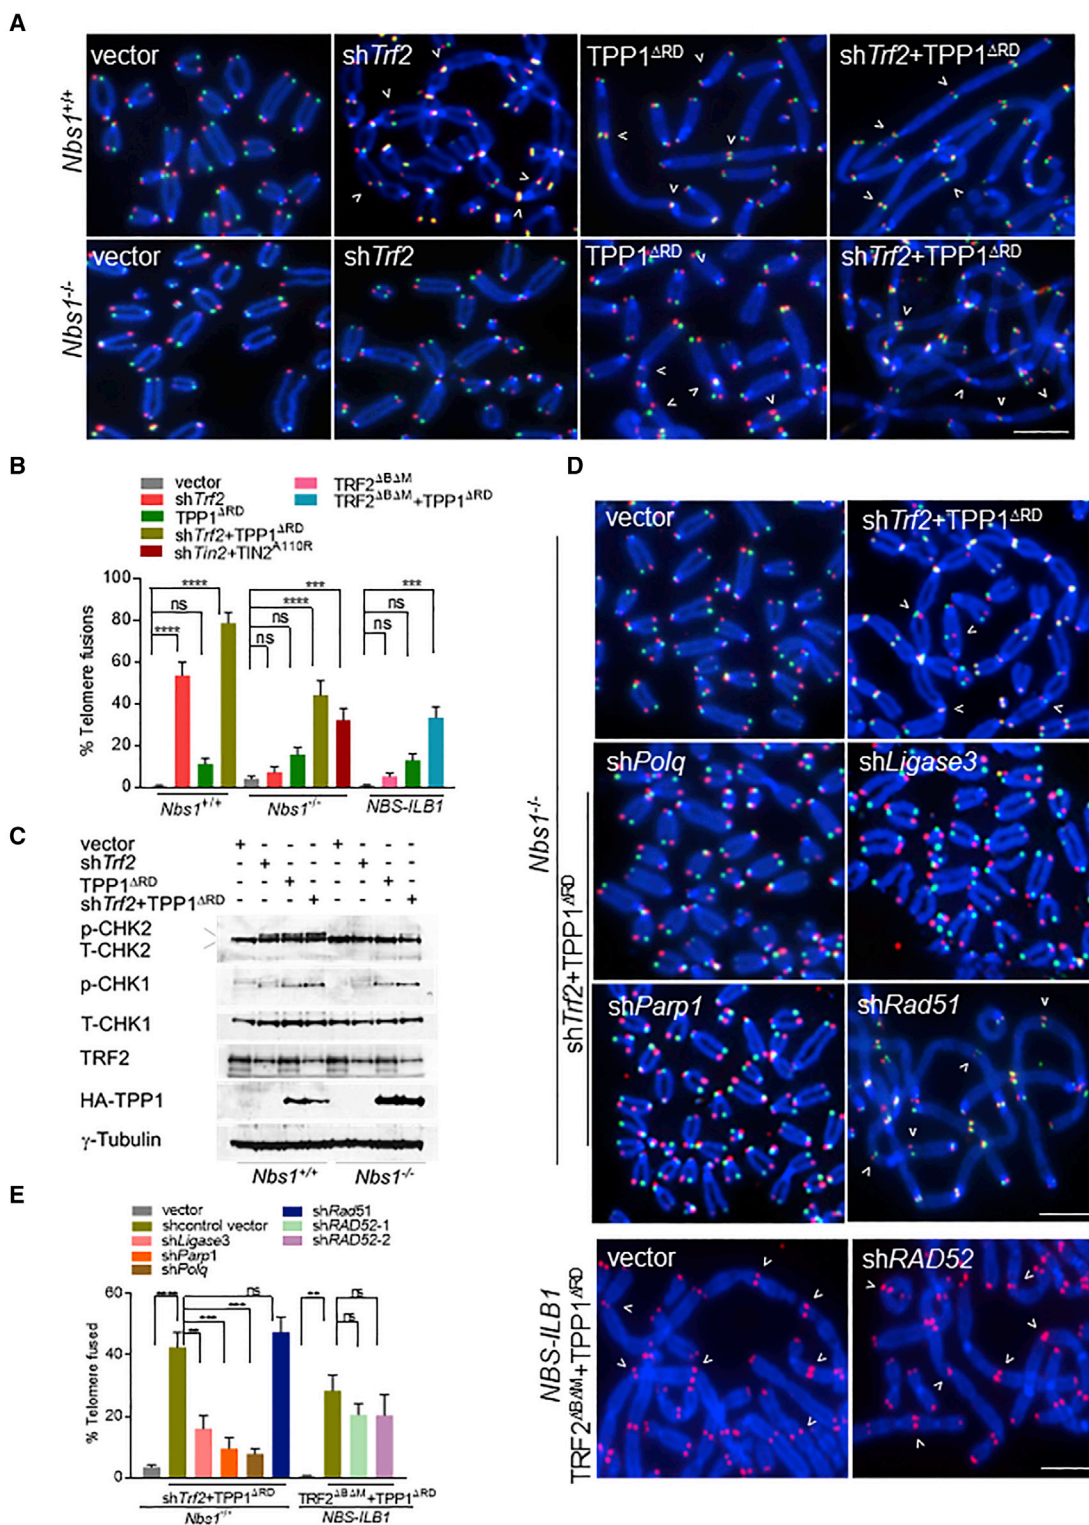 A
vector
shTrf2
TPP1ΔRD
shTrf2+TPP1ΔRD
Nbs1+/+
vector
shTrf2
TPP1ΔRD
shTrf2+TPP1ΔRD
Nbs1-/-
B
vector
shTrf2
TPP1ΔRD
shTrf2+TPP1ΔRD
shTin2+TIN2A110R
TRF2ΔBΔM
TRF2ΔBΔM+TPP1ΔRD
% Telomere fusions
100
80
60
40
20
0
****
ns
****
***
****
ns
ns
***
ns
ns
Nbs1+/+
Nbs1-/-
NBS-ILB1
C
vector + - - - + - - -
shTrf2 - + - - - + - -
TPP1ΔRD - - + - - - + -
shTrf2+TPP1ΔRD - - - + - - - +
p-CHK2
T-CHK2
p-CHK1
T-CHK1
TRF2
HA-TPP1
γ-Tubulin
Nbs1+/+
Nbs1-/-
D
vector
shTrf2+TPP1ΔRD
shPolq
shLigase3
shParp1
shRad51
Nbs1-/-
shTrf2+TPP1ΔRD
vector
shRAD52
NBS-ILB1
TRF2ΔBΔM+TPP1ΔRD
E
vector
shcontrol vector
shLigase3
shParp1
shPolq
shRad51
shRAD52-1
shRAD52-2
% Telomere fused
60
40
20
0
****
ns
***
***
**
**
ns
ns
shTrf2+TPP1ΔRD
TRF2ΔBΔM+TPP1ΔRD
NBS-ILB1